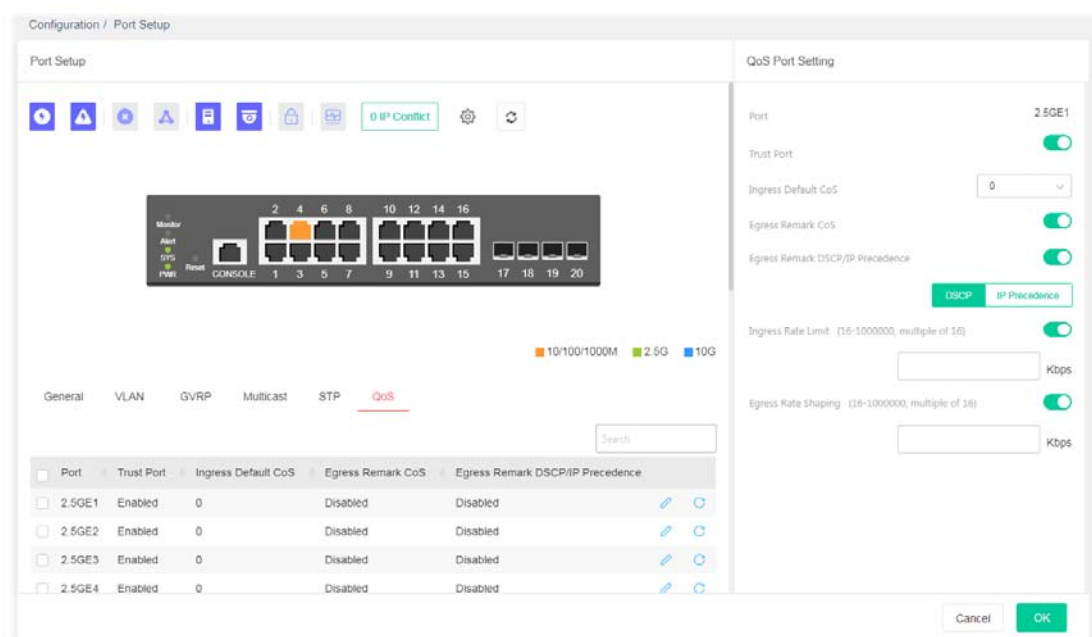 Configuration / Port Setup
Port Setup
0 IP Conflict
Monitor
Alert
SYS
PWR
Reset
CONSOLE
2 4 6 8 10 12 14 16
1 3 5 7 9 11 13 15 17 18 19 20
10/100/1000M 2.5G 10G
General VLAN GVRP Multicast STP QoS
Search
Port Trust Port Ingress Default CoS Egress Remark CoS Egress Remark DSCP/IP Precedence
2.5GE1 Enabled 0 Disabled Disabled
2.5GE2 Enabled 0 Disabled Disabled
2.5GE3 Enabled 0 Disabled Disabled
2.5GE4 Enabled 0 Disabled Disabled
QoS Port Setting
Port 2.5GE1
Trust Port
Ingress Default CoS 0
Egress Remark CoS
Egress Remark DSCP/IP Precedence
DSCP IP Precedence
Ingress Rate Limit (16-1000000, multiple of 16)
Kbps
Egress Rate Shaping (16-1000000, multiple of 16)
Kbps
Cancel OK